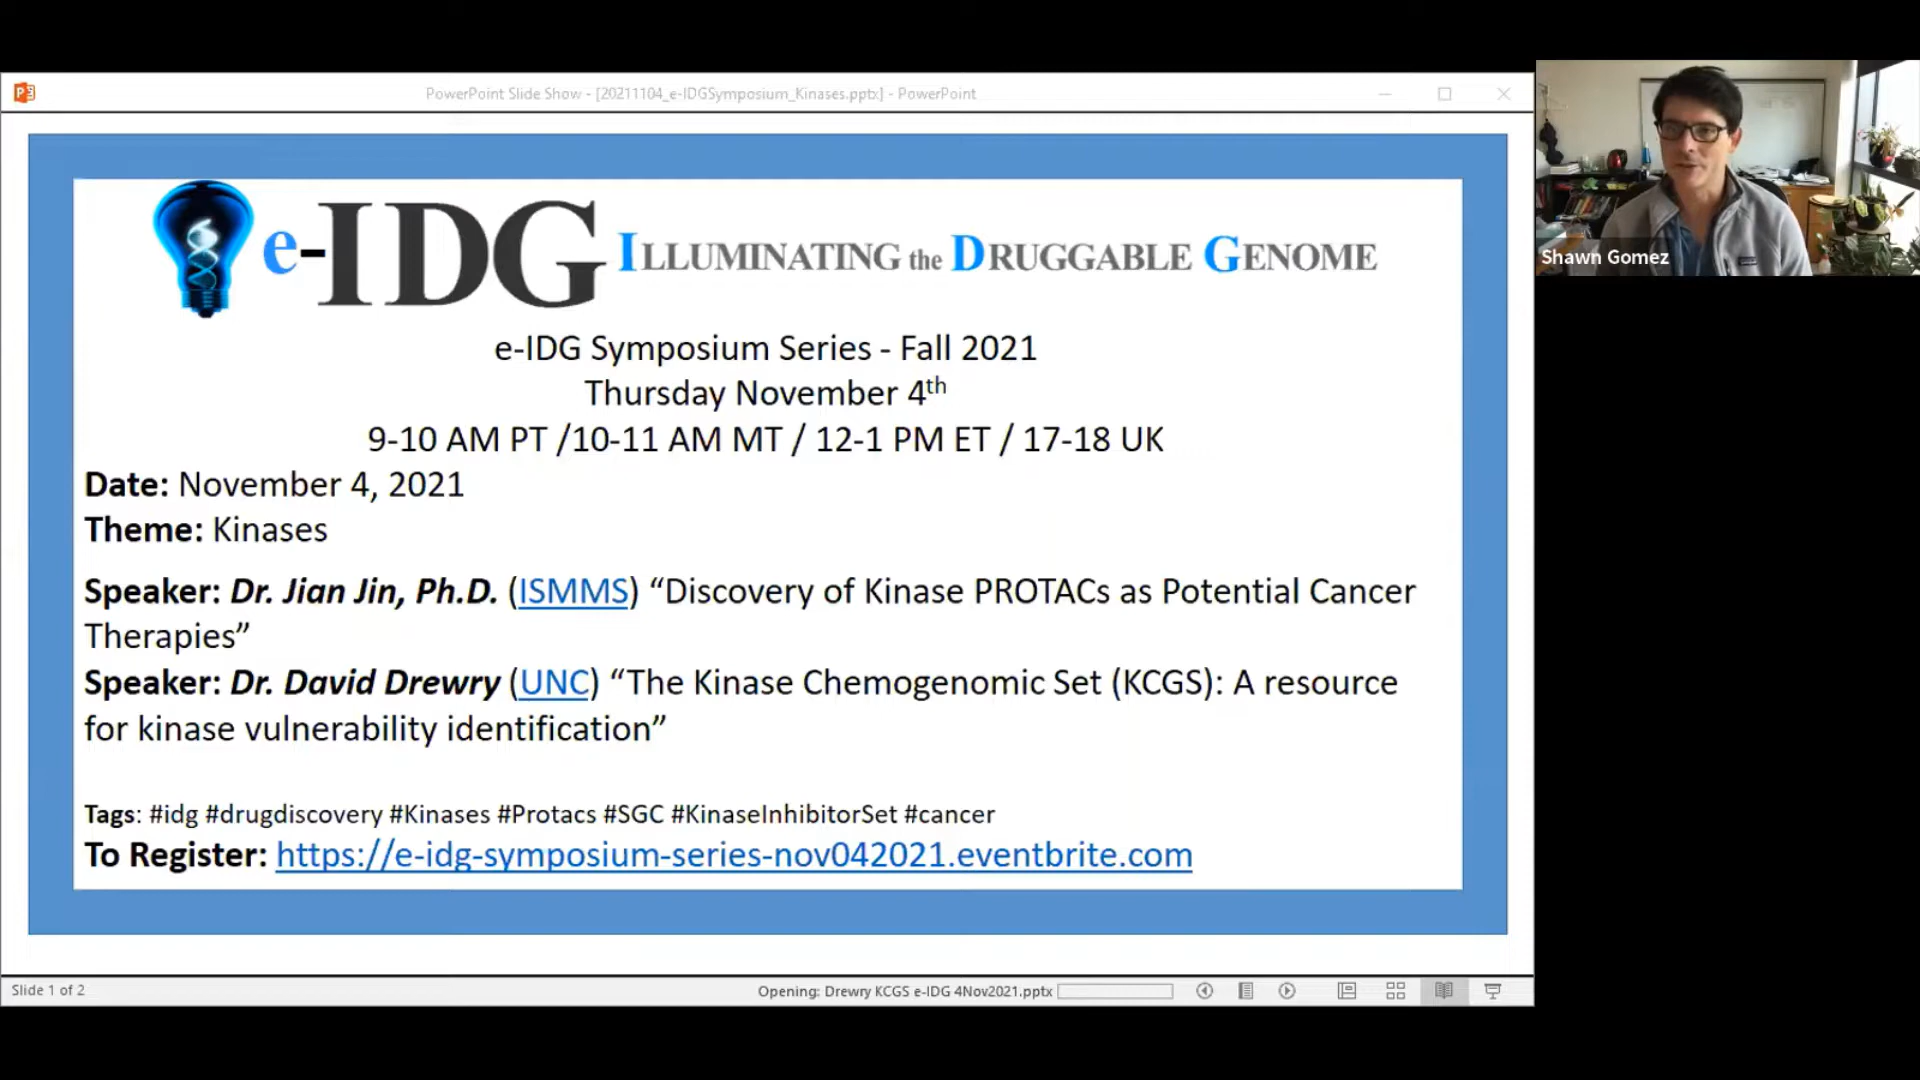 PowerPoint Slide Show - [20211104_e-IDGSymposium_Kinases.pptx] - PowerPoint
e-IDG ILLUMINATING the DRUGGABLE GENOME
e-IDG Symposium Series - Fall 2021
Thursday November 4th
9-10 AM PT /10-11 AM MT / 12-1 PM ET / 17-18 UK
Date: November 4, 2021
Theme: Kinases
Speaker: Dr. Jian Jin, Ph.D. (ISMMS) “Discovery of Kinase PROTACs as Potential Cancer
Therapies”
Speaker: Dr. David Drewry (UNC) “The Kinase Chemogenomic Set (KCGS): A resource
for kinase vulnerability identification”
Tags: #idg #drugdiscovery #Kinases #Protacs #SGC #KinaseInhibitorSet #cancer
To Register: https://e-idg-symposium-series-nov042021.eventbrite.com
Slide 1 of 2
Opening: Drewry KCGS e-IDG 4Nov2021.pptx
Shawn Gomez